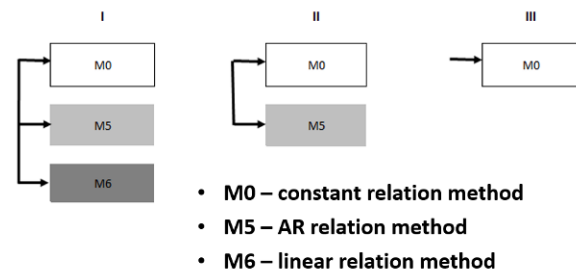 I II III
M0 M0 M0
M5 M5
M6
• M0 – constant relation method
• M5 – AR relation method
• M6 – linear relation method